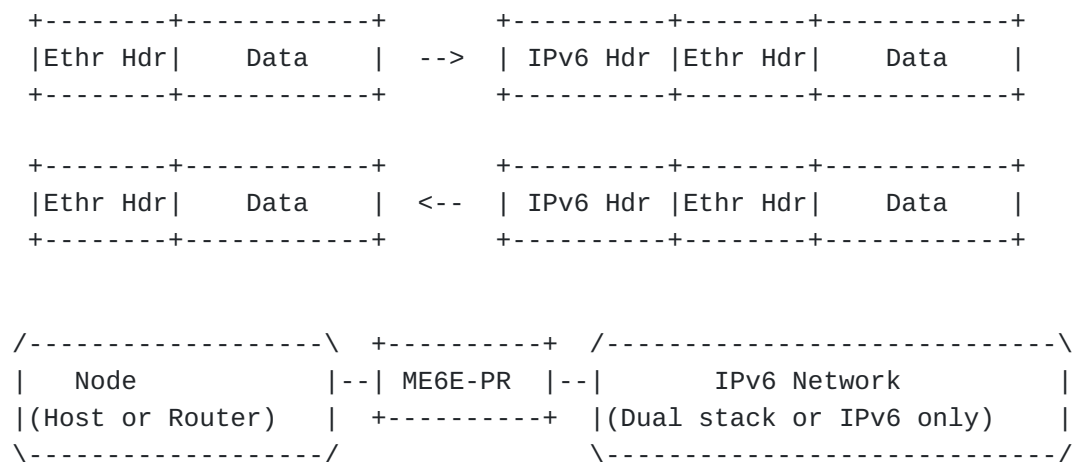 +--------+------------+       +----------+--------+------------+
|Ethr Hdr|    Data    |  -->  | IPv6 Hdr |Ethr Hdr|    Data    |
+--------+------------+       +----------+--------+------------+
+--------+------------+       +----------+--------+------------+
|Ethr Hdr|    Data    |  <--  | IPv6 Hdr |Ethr Hdr|    Data    |
+--------+------------+       +----------+--------+------------+
/-------------------\  +----------+  /-----------------------------\
|   Node            |--| ME6E-PR  |--|       IPv6 Network          |
|(Host or Router)   |  +----------+  |(Dual stack or IPv6 only)    |
\-------------------/                \-----------------------------/